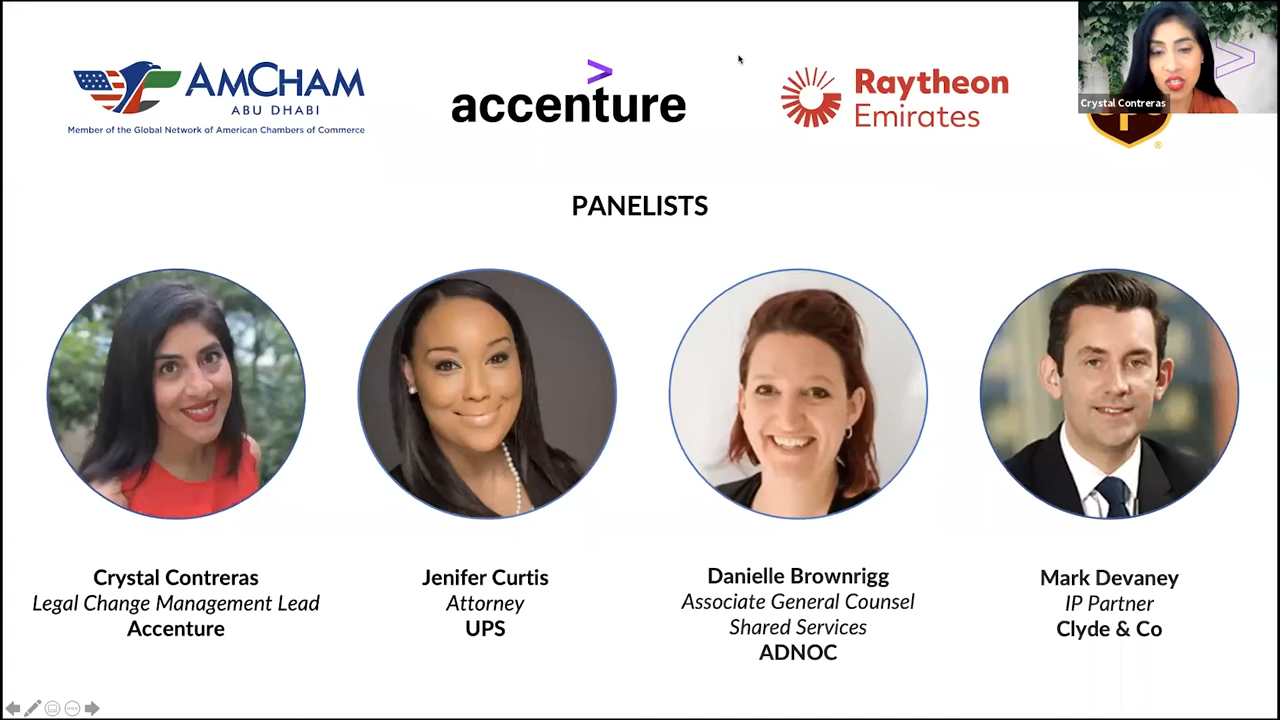 AMCHAM
ABU DHABI
Member of the Global Network of American Chambers of Commerce
accenture
Raytheon
Emirates
Crystal Contreras
PANELISTS
Crystal Contreras
Legal Change Management Lead
Accenture
Jenifer Curtis
Attorney
UPS
Danielle Brownrigg
Associate General Counsel
Shared Services
ADNOC
Mark Devaney
IP Partner
Clyde & Co